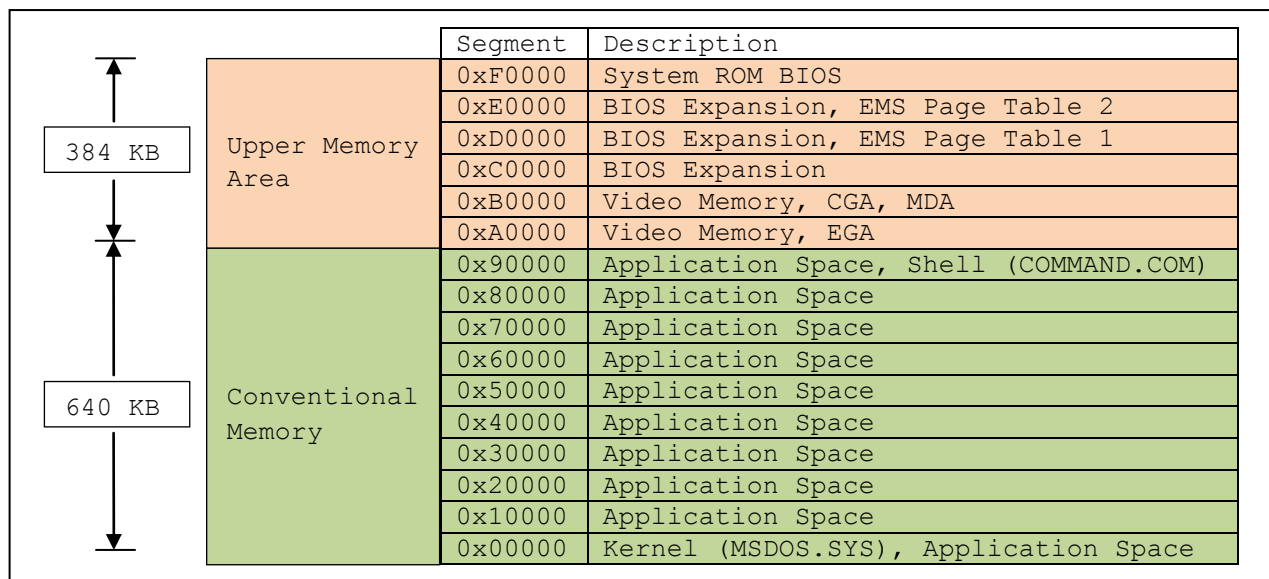 Segment Description
0xF0000 System ROM BIOS
0xE0000 BIOS Expansion, EMS Page Table 2
0xD0000 BIOS Expansion, EMS Page Table 1
0xC0000 BIOS Expansion
0xB0000 Video Memory, CGA, MDA
0xA0000 Video Memory, EGA
384 KB
Upper Memory
Area
0x90000 Application Space, Shell (COMMAND.COM)
0x80000 Application Space
0x70000 Application Space
0x60000 Application Space
0x50000 Application Space
0x40000 Application Space
0x30000 Application Space
0x20000 Application Space
0x10000 Application Space
0x00000 Kernel (MSDOS.SYS), Application Space
640 KB
Conventional
Memory